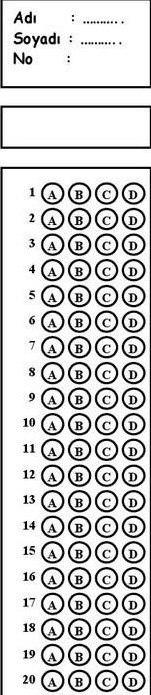 Adı : ...........
Soyadı : ...........
No :
1 A B C D
2 A B C D
3 A B C D
4 A B C D
5 A B C D
6 A B C D
7 A B C D
8 A B C D
9 A B C D
10 A B C D
11 A B C D
12 A B C D
13 A B C D
14 A B C D
15 A B C D
16 A B C D
17 A B C D
18 A B C D
19 A B C D
20 A B C D